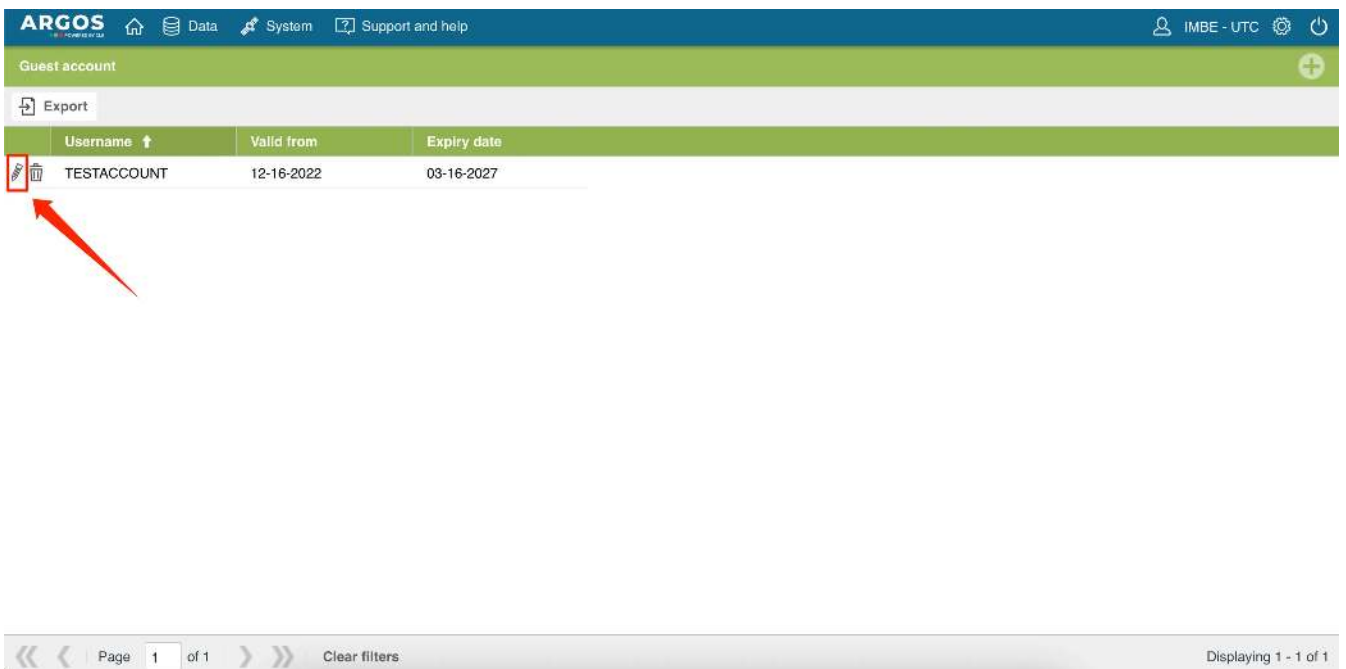 ARGOS Data System Support and help IMBE - UTC
Guest account
Export
Username Valid from Expiry date
TESTACCOUNT 12-16-2022 03-16-2027
Page 1 of 1 Clear filters Displaying 1 - 1 of 1